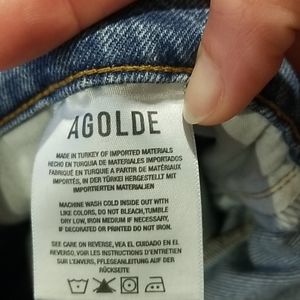 AGOLDE
MADE IN TURKEY OF IMPORTED MATERIALS
HECHO EN TURQUIA DE MATERIALES IMPORTADOS
FABRIQUÉ EN TURQUIE A PARTIR DE MATIÈRES
IMPORTÉS, IN DER TÜRKEI HERGESTELLT MIT
IMPORTIERTEN MATERIALIEN
MACHINE WASH COLD INSIDE OUT WITH
LIKE COLORS, DO NOT BLEACH, TUMBLE
DRY LOW, IRON MEDIUM IF NECESSARY,
IF DECORATED OR PRINTED DO NOT IRON.
SEE CARE ON REVERSE, VEA EL CUIDADO EN EL
REVERSO, VOIR LES INSTRUCTIONS D'ENTRETIEN
SUR L'ENVERS, PFLEGEANLEITUNG AUF DER
RÜCKSEITE